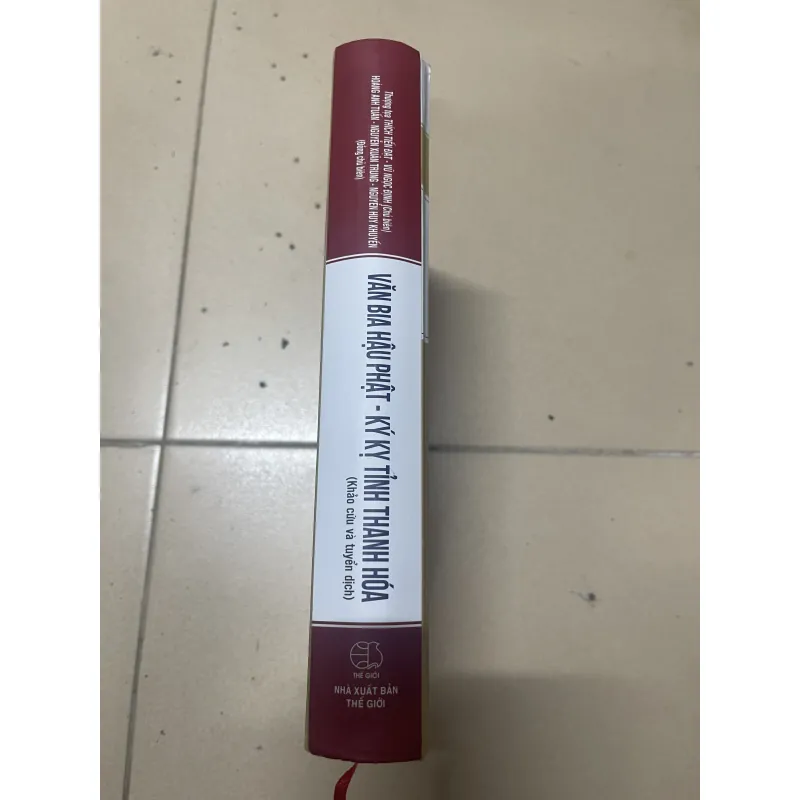 Thượng tọa THÍCH TIẾN ĐẠT - VŨ NGỌC ĐỊNH (Chủ biên)
HOÀNG ANH TUẤN - NGUYỄN XUÂN TRUNG - NGUYỄN HUY KHUYẾN
(Đồng chủ biên)
VĂN BIA HẬU PHẬT - KÝ KỴ TỈNH THANH HÓA
(Khảo cứu và tuyển dịch)
THẾ GIỚI
NHÀ XUẤT BẢN
THẾ GIỚI